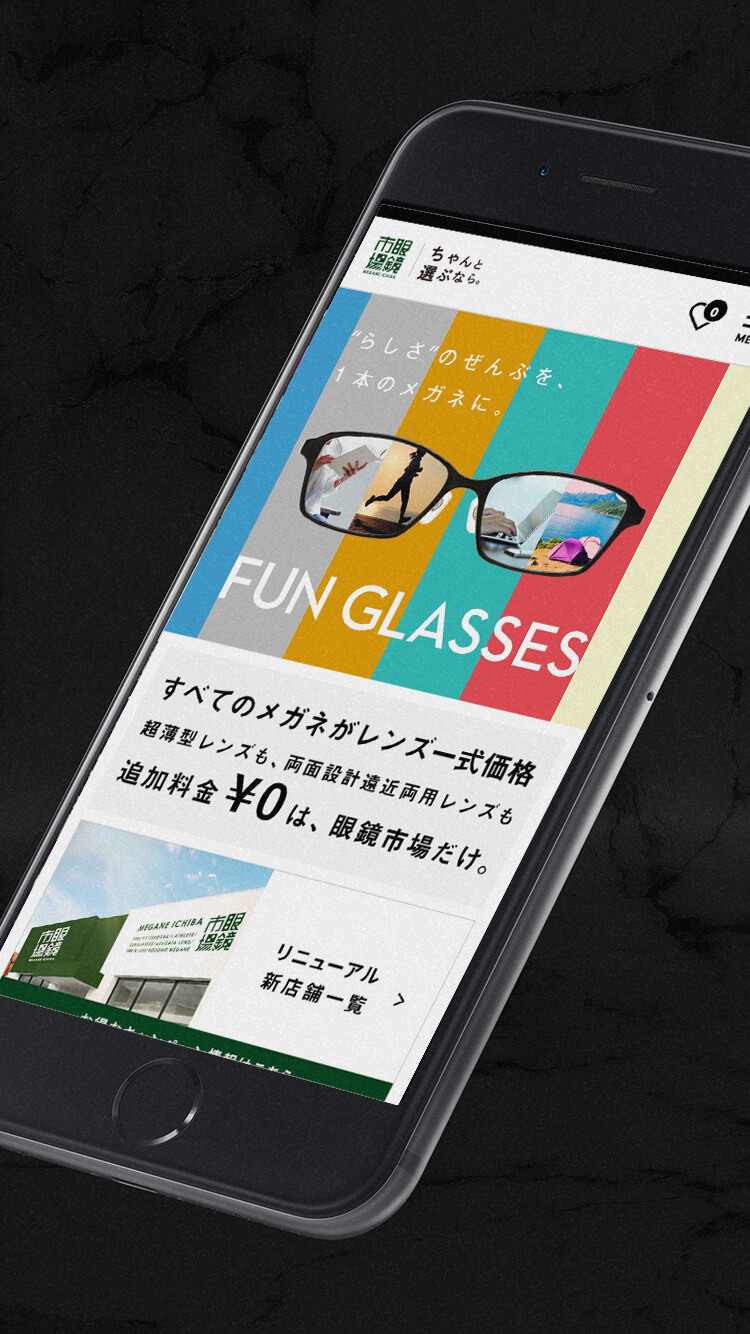 眼鏡市場
MEGANE ICHIBA
ちゃんと
選ぶなら。
0
ME
“らしさ”のぜんぶを、
1本のメガネに。
FUN GLASSES
すべてのメガネがレンズ一式価格
超薄型レンズも、両面設計遠近両用レンズも
追加料金¥0は、眼鏡市場だけ。
眼鏡市場
MEGANE ICHIBA
眼鏡市場
リニューアル
新店舗一覧